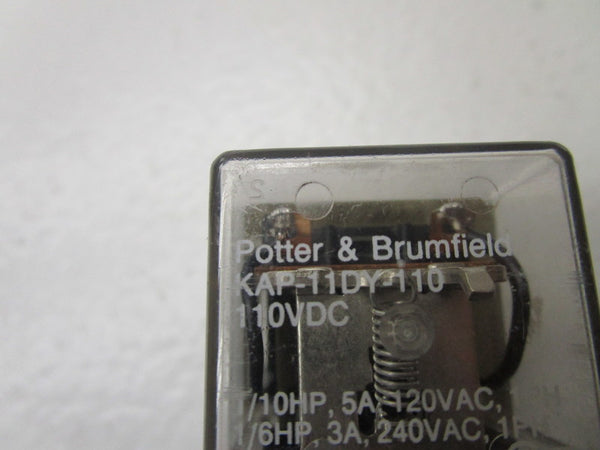 S
Potter & Brumfield
KAP-11DY-110
110VDC
1/10HP, 5A, 120VAC,
1/6HP, 3A, 240VAC,